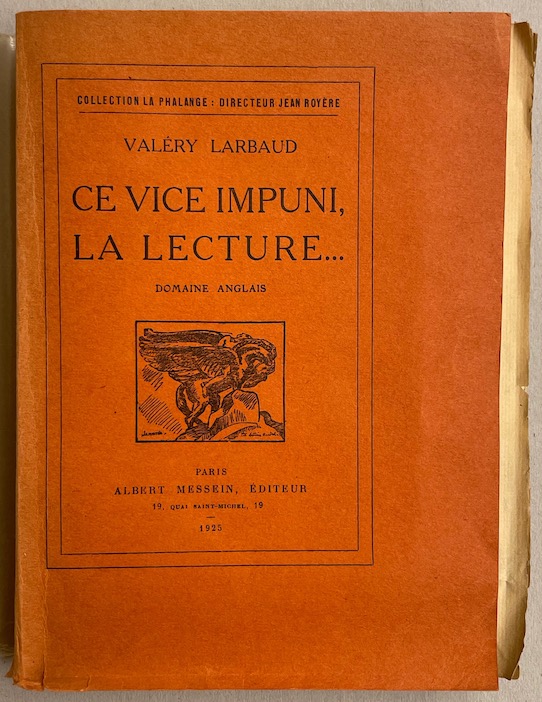 COLLECTION LA PHALANGE : DIRECTEUR JEAN ROYÈRE
VALÉRY LARBAUD
CE VICE IMPUNI,
LA LECTURE...
DOMAINE ANGLAIS
PARIS
ALBERT MESSEIN, ÉDITEUR
19, QUAI SAINT-MICHEL, 19
1925